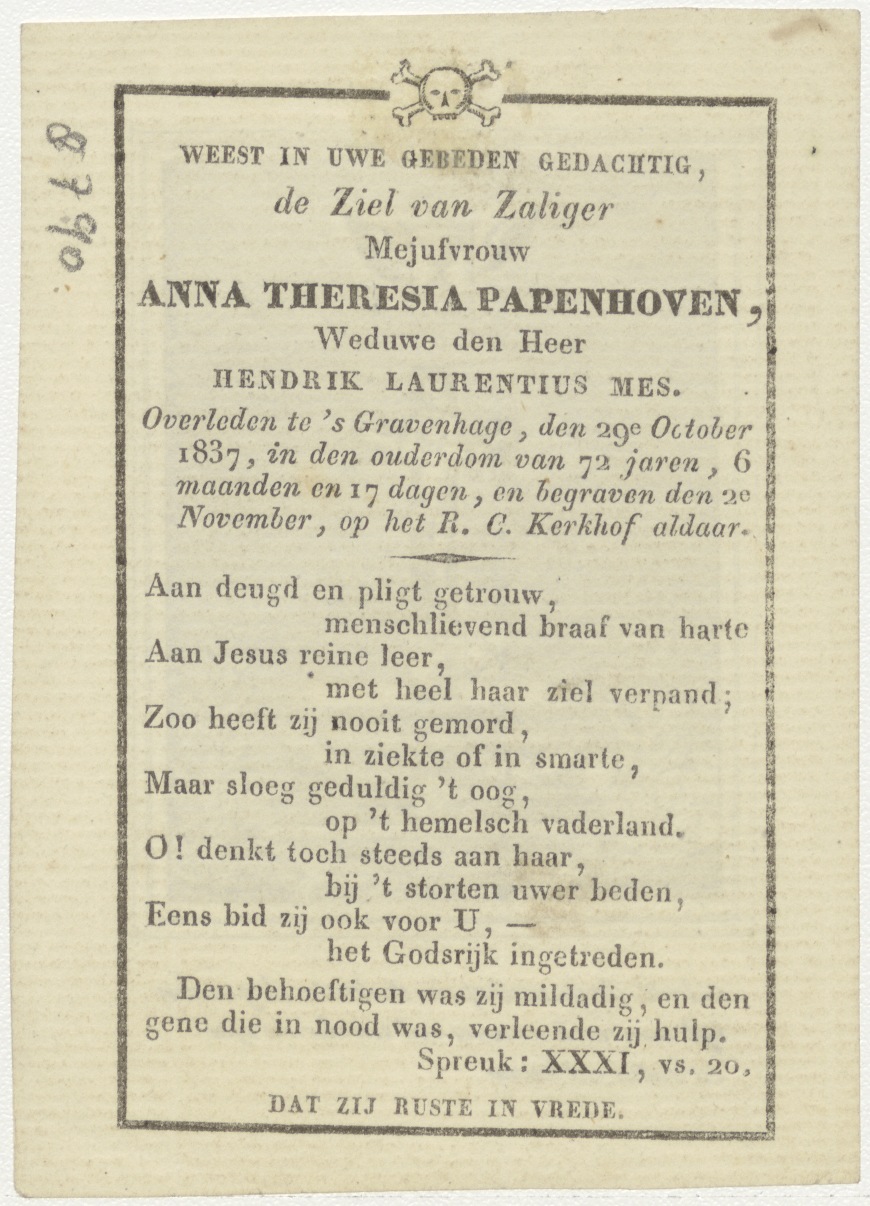 8790.
WEEST IN UWE GEBEDEN GEDACHTIG,
de Ziel van Zaliger
Mejufvrouw
ANNA THERESIA PAPENHOVEN,
Weduwe den Heer
HENDRIK LAURENTIUS MES.
Overleden te 's Gravenhage, den 29e October
1837, in den ouderdom van 72 jaren, 6
maanden en 17 dagen, en begraven den 2e
November, op het R. C. Kerkhof aldaar.
Aan deugd en pligt getrouw,
menschlievend braaf van harte
Aan Jesus reine leer,
met heel haar ziel verpand;
Zoo heeft zij nooit gemord,
in ziekte of in smarte,
Maar sloeg geduldig 't oog,
op 't hemelsch vaderland.
O! denkt toch steeds aan haar,
bij 't storten uwer beden,
Eens bid zij ook voor U, —
het Godsrijk ingetreden.
Den behoeftigen was zij mildadig, en den
gene die in nood was, verleende zij hulp.
Spreuk: XXXI, vs. 20.
DAT ZIJ RUSTE IN VREDE.